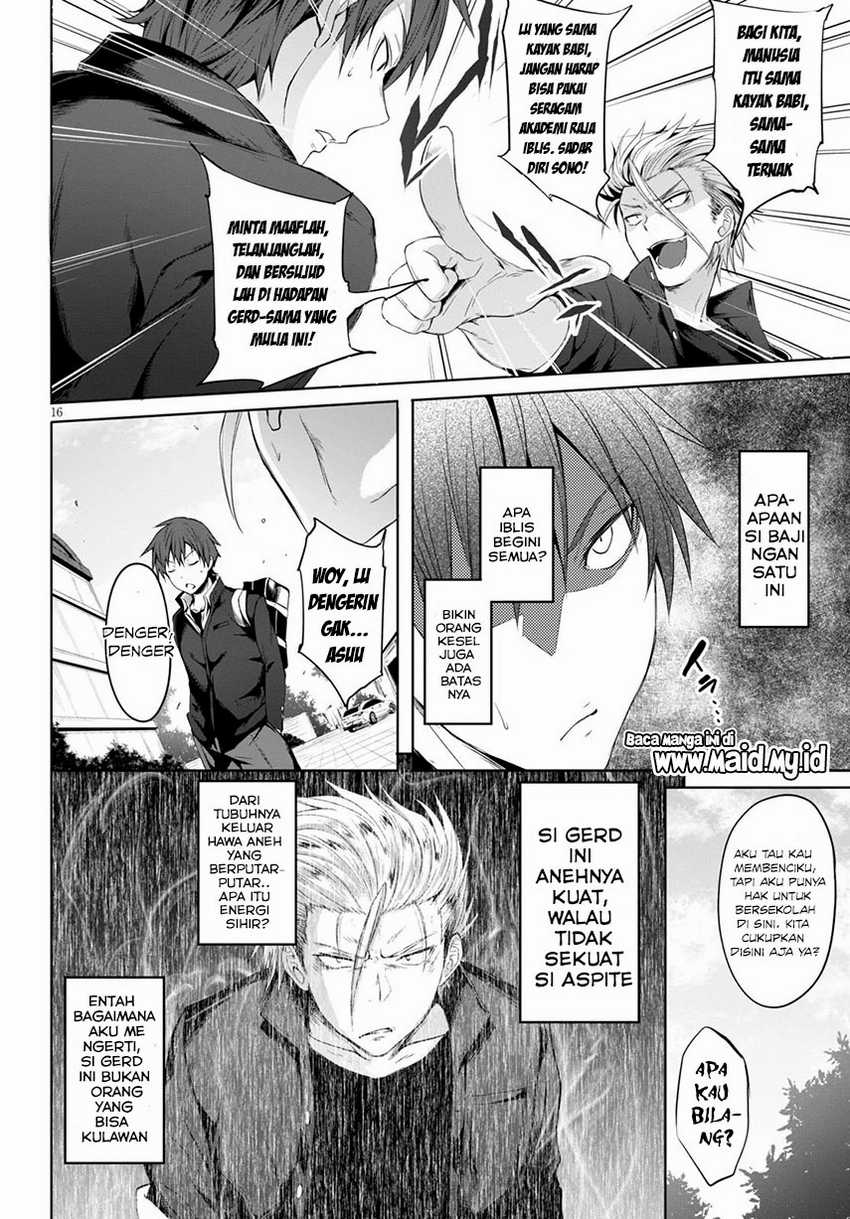 BAGI KITA,
MANUSIA
ITU SAMA
KAYAK BABI,
SAMA-
SAMA
TERNAK
LU YANG SAMA
KAYAK BABI,
JANGAN HARAP
BISA PAKAI
SERAGAM
AKADEMI RAJA
IBLIS. SADAR
DIRI SONO!
MINTA MAAFLAH,
TELANJANGLAH,
DAN BERSUJUD
LAH DI HADAPAN
GERD-SAMA YANG
MULIA INI!
16
APA-
APAAN
SI BAJI
NGAN
SATU
INI
APA
IBLIS
BEGINI
SEMUA?
BIKIN
ORANG
KESEL
JUGA
ADA
BATAS
NYA
WOY, LU
DENGERIN
GAK...
ASUU
DENGER,
DENGER
Baca Manga ini di
www.Maid.My.id
AKU TAU KAU
MEMBENCIKU,
TAPI AKU PUNYA
HAK UNTUK
BERSEKOLAH
DI SINI. KITA
CUKUPKAN
DISINI AJA YA?
APA
KAU
BILA-
NG?
SI GERD
INI
ANEHNYA
KUAT,
WALAU
TIDAK
SEKUAT
SI ASPITE
DARI
TUBUHNYA
KELUAR
HAWA ANEH
YANG
BERPUTAR-
PUTAR..
APA ITU
ENERGI
SIHIR?
ENTAH
BAGAIMANA
AKU ME
NGERTI,
SI GERD
INI BUKAN
ORANG
YANG
BISA
KULAWAN